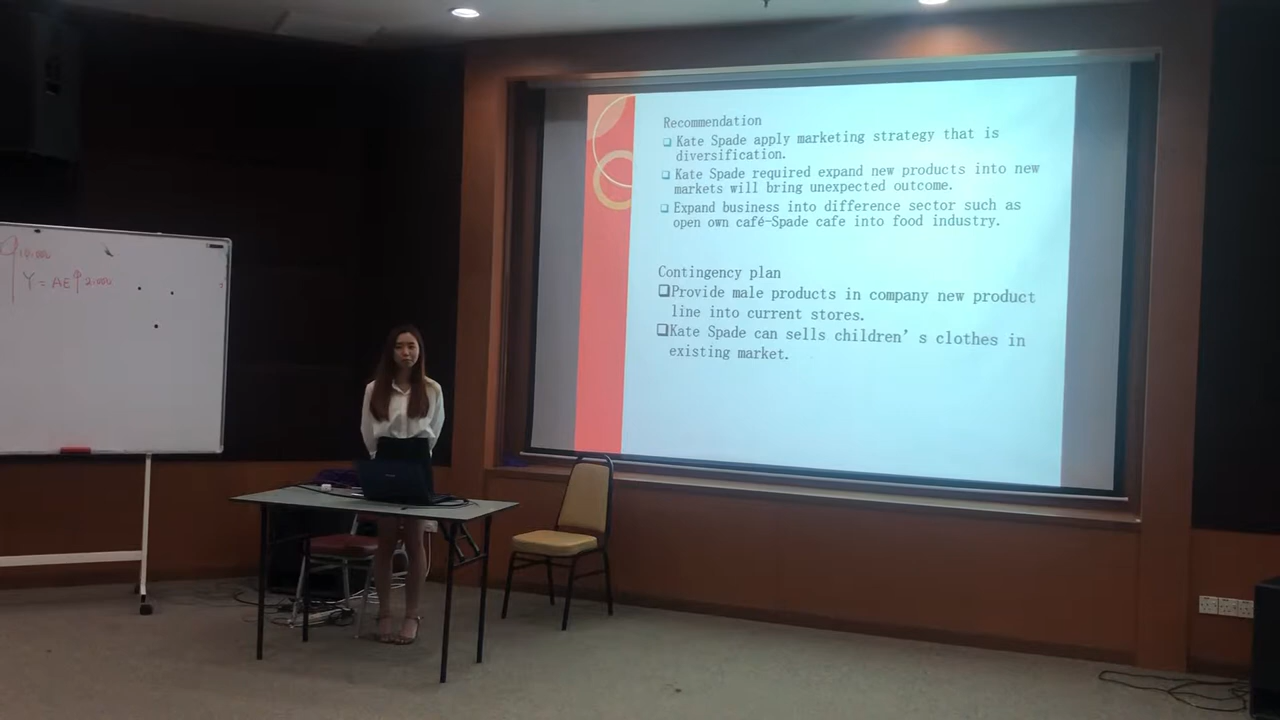 Y = AE
Recommendation
❑ Kate Spade apply marketing strategy that is
diversification.
❑ Kate Spade required expand new products into new
markets will bring unexpected outcome.
❑ Expand business into difference sector such as
open own café-Spade cafe into food industry.
Contingency plan
❑Provide male products in company new product
line into current stores.
❑Kate Spade can sells children’s clothes in
existing market.